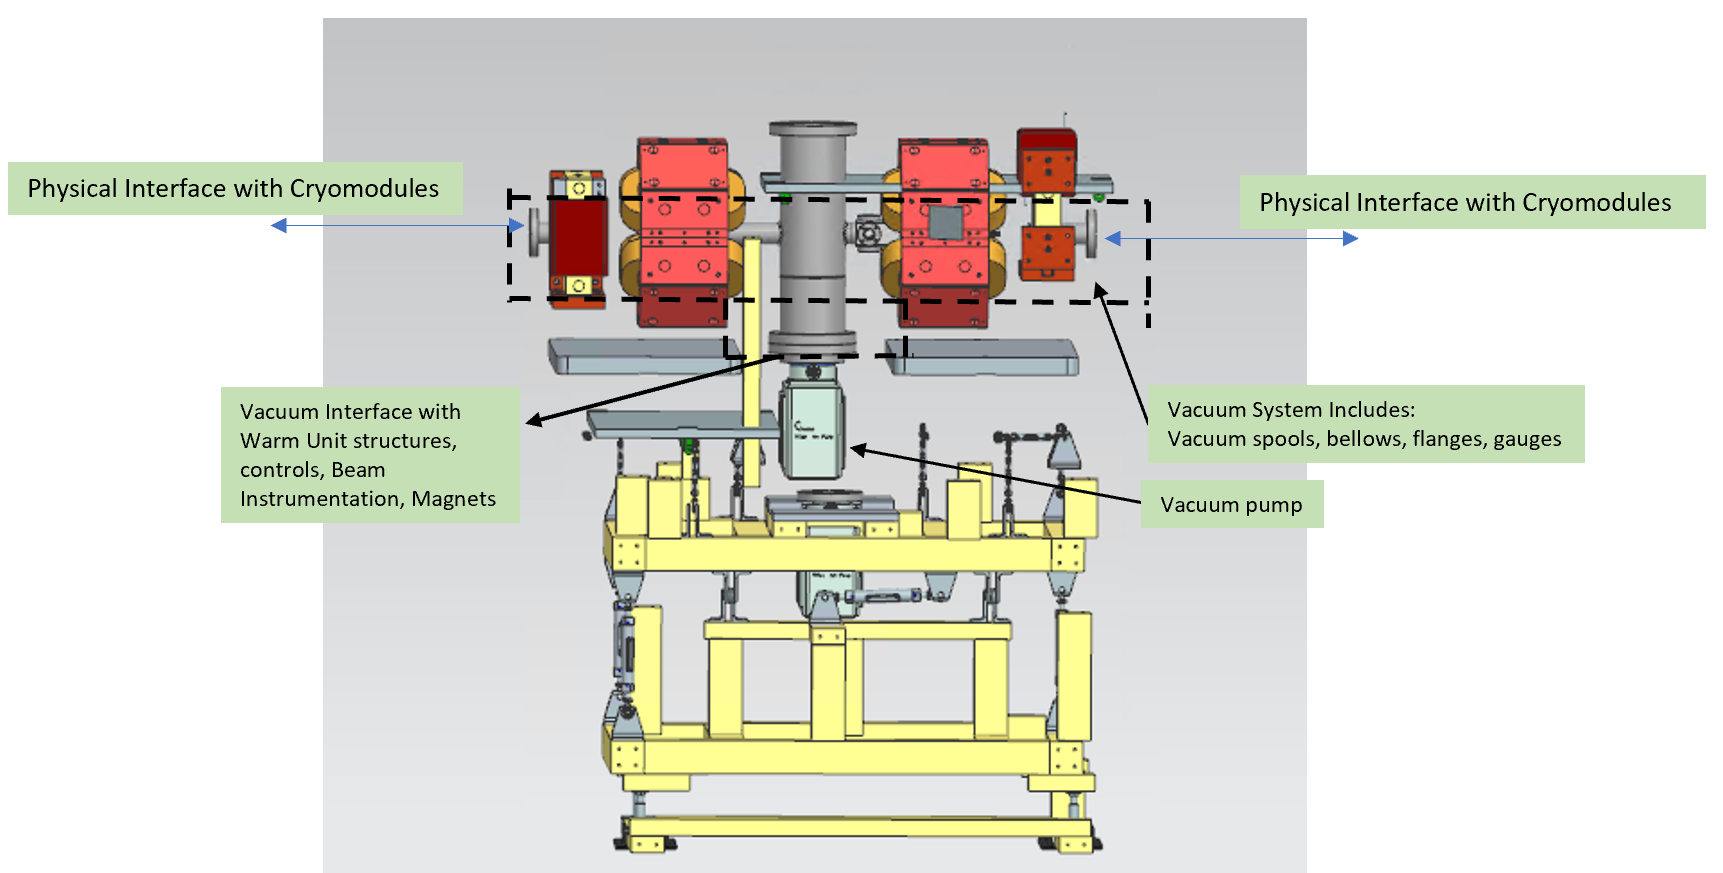 Physical Interface with Cryomodules
Physical Interface with Cryomodules
Vacuum Interface with
Warm Unit structures,
controls, Beam
Instrumentation, Magnets
Vacuum System Includes:
Vacuum spools, bellows, flanges, gauges
Vacuum pump